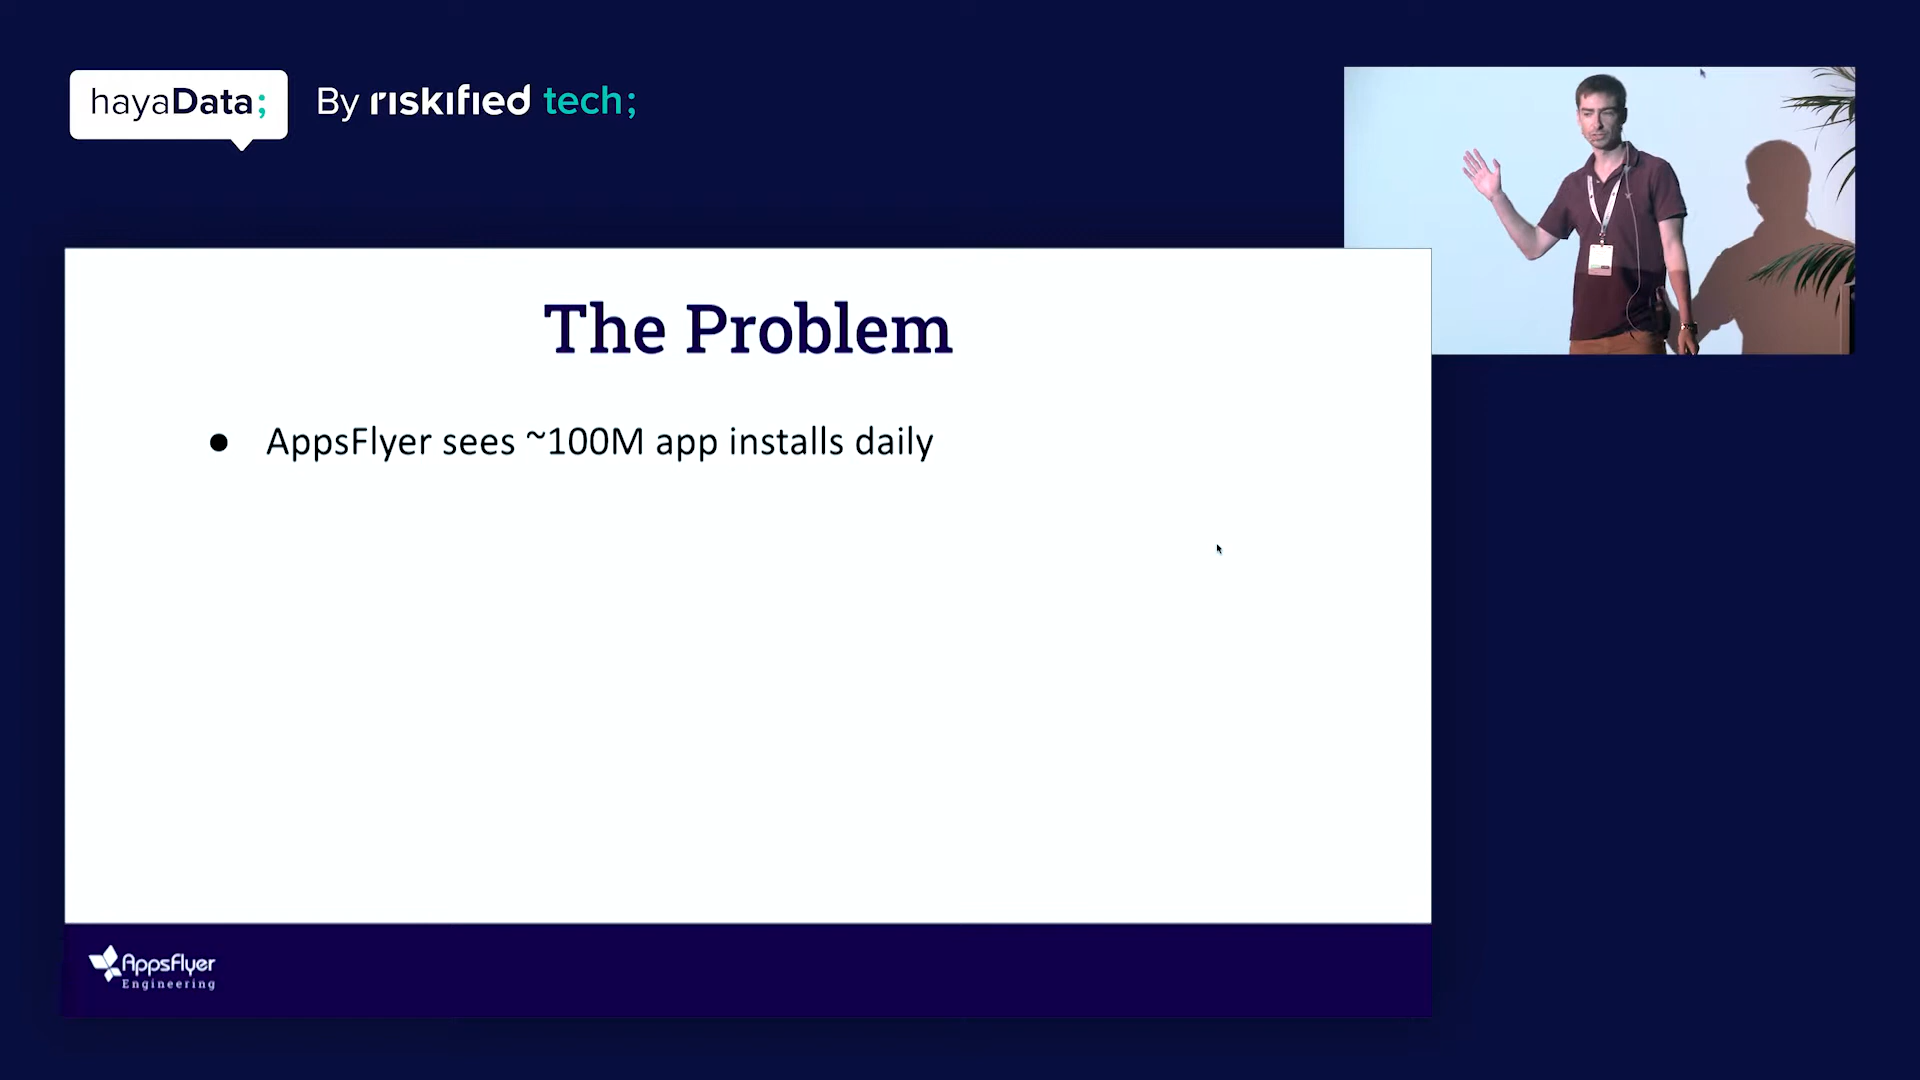 hayaData; By riskified tech;
The Problem
● AppsFlyer sees ~100M app installs daily
AppsFlyer
Engineering